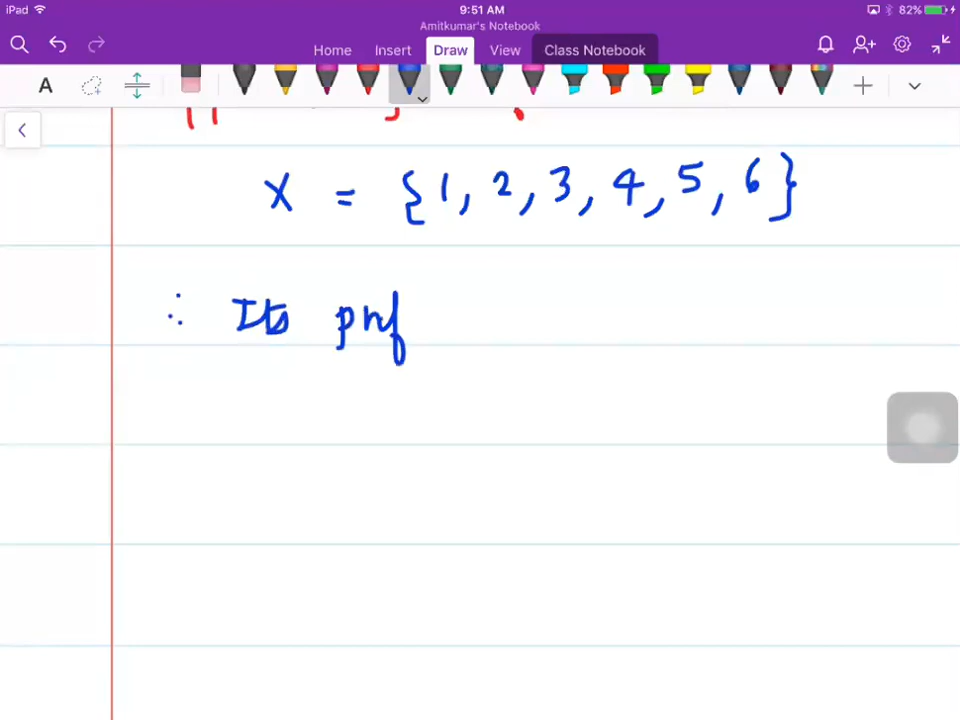 iPad 9:51 AM 82%
Amitkumar's Notebook
Home Insert Draw View Class Notebook
A
X = {1, 2, 3, 4, 5, 6}
∴ Its pmf